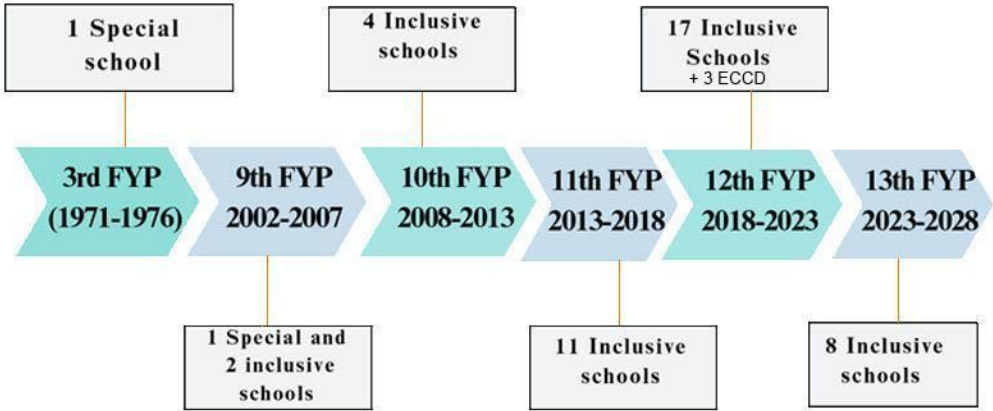 1 Special
school
4 Inclusive
schools
17 Inclusive
Schools
+ 3 ECCD
3rd FYP
(1971-1976)
9th FYP
2002-2007
10th FYP
2008-2013
11th FYP
2013-2018
12th FYP
2018-2023
13th FYP
2023-2028
1 Special and
2 inclusive
schools
11 Inclusive
schools
8 Inclusive
schools